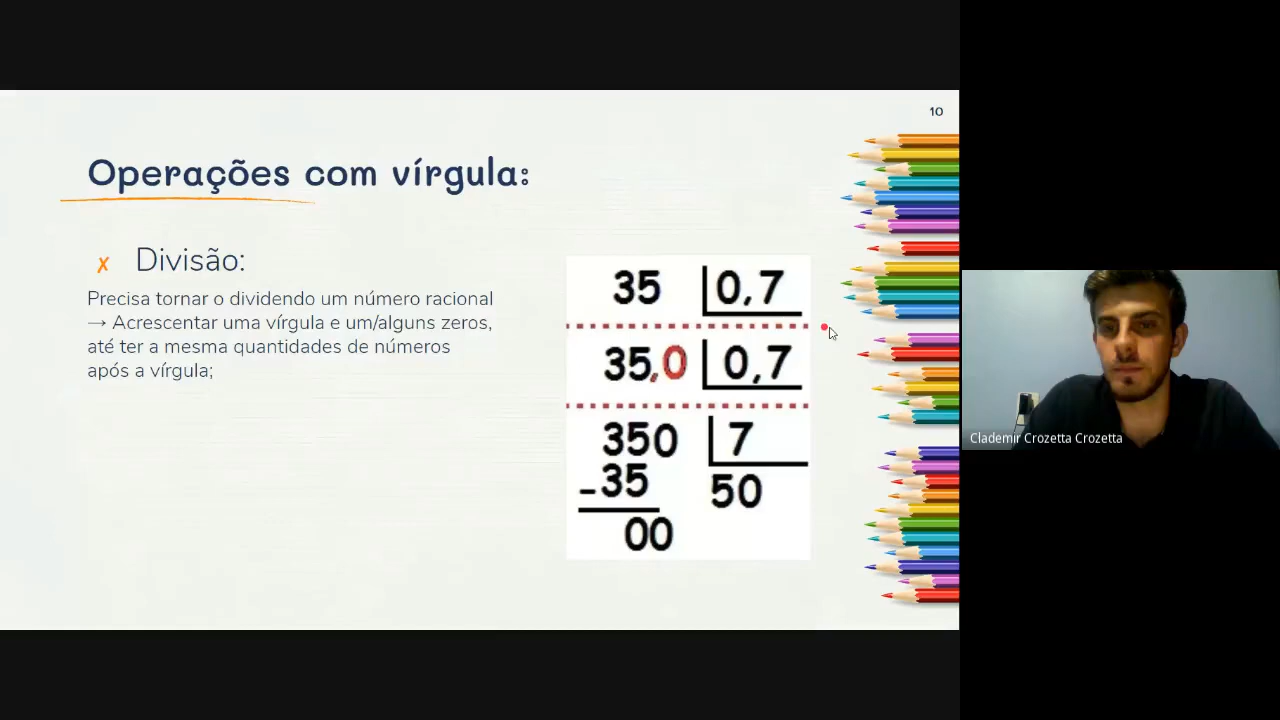 10
Operações com vírgula:
✗ Divisão:
Precisa tornar o dividendo um número racional
→ Acrescentar uma vírgula e um/alguns zeros,
até ter a mesma quantidades de números
após a vírgula;
35 0,7
35,0 0,7
350 7
-35 50
00
Clademir Crozetta Crozetta